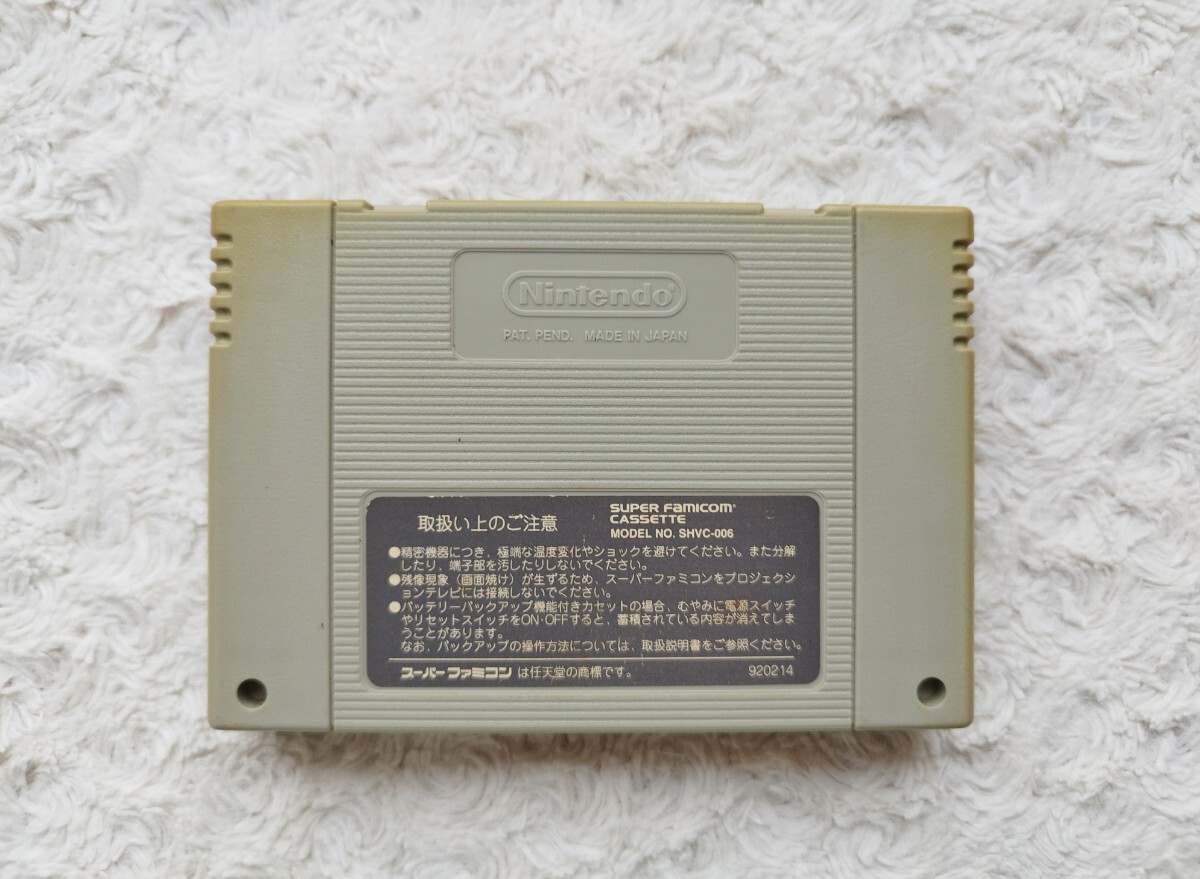 Nintendo®
PAT. PEND. MADE IN JAPAN
取扱い上のご注意
SUPER FAMICOM
CASSETTE
MODEL NO. SHVC-006
●精密機器につき、極端な温度変化やショックを避けてください。また分解
したり、端子部を汚したりしないでください。
●残像現象(画面焼け)が生ずるため、スーパーファミコンをプロジェクシ
ョンテレビには接続しないでください。
●バッテリーバックアップ機能付きカセットの場合、むやみに電源スイッチ
やリセットスイッチをON・OFFすると、蓄積されている内容が消えてしま
うことがあります。
なお、バックアップの操作方法については、取扱説明書をご参照ください。
スーパーファミコンは任天堂の商標です。 920214